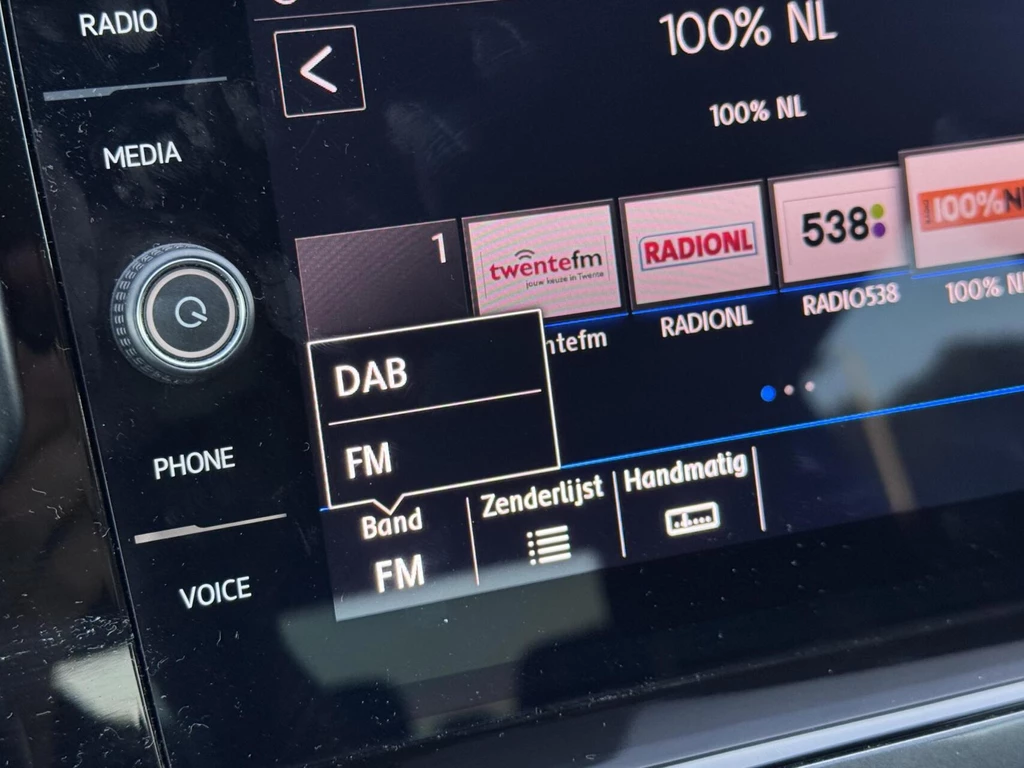 RADIO
MEDIA
PHONE
VOICE
100% NL
100% NL
1
twentefm
jouw keuze in Twente
RADIONL
538
100%NL
ntefm
RADIONL
RADIO538
100% NL
DAB
FM
Band
FM
Zenderlijst
Handmatig